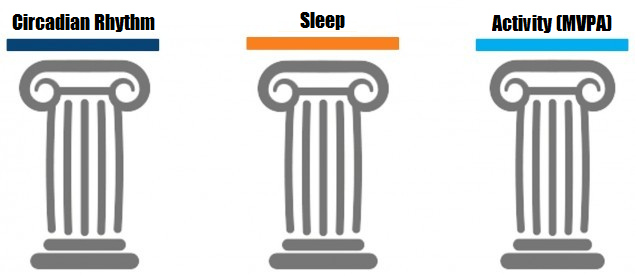 Circadian Rhythm
Sleep
Activity (MVPA)